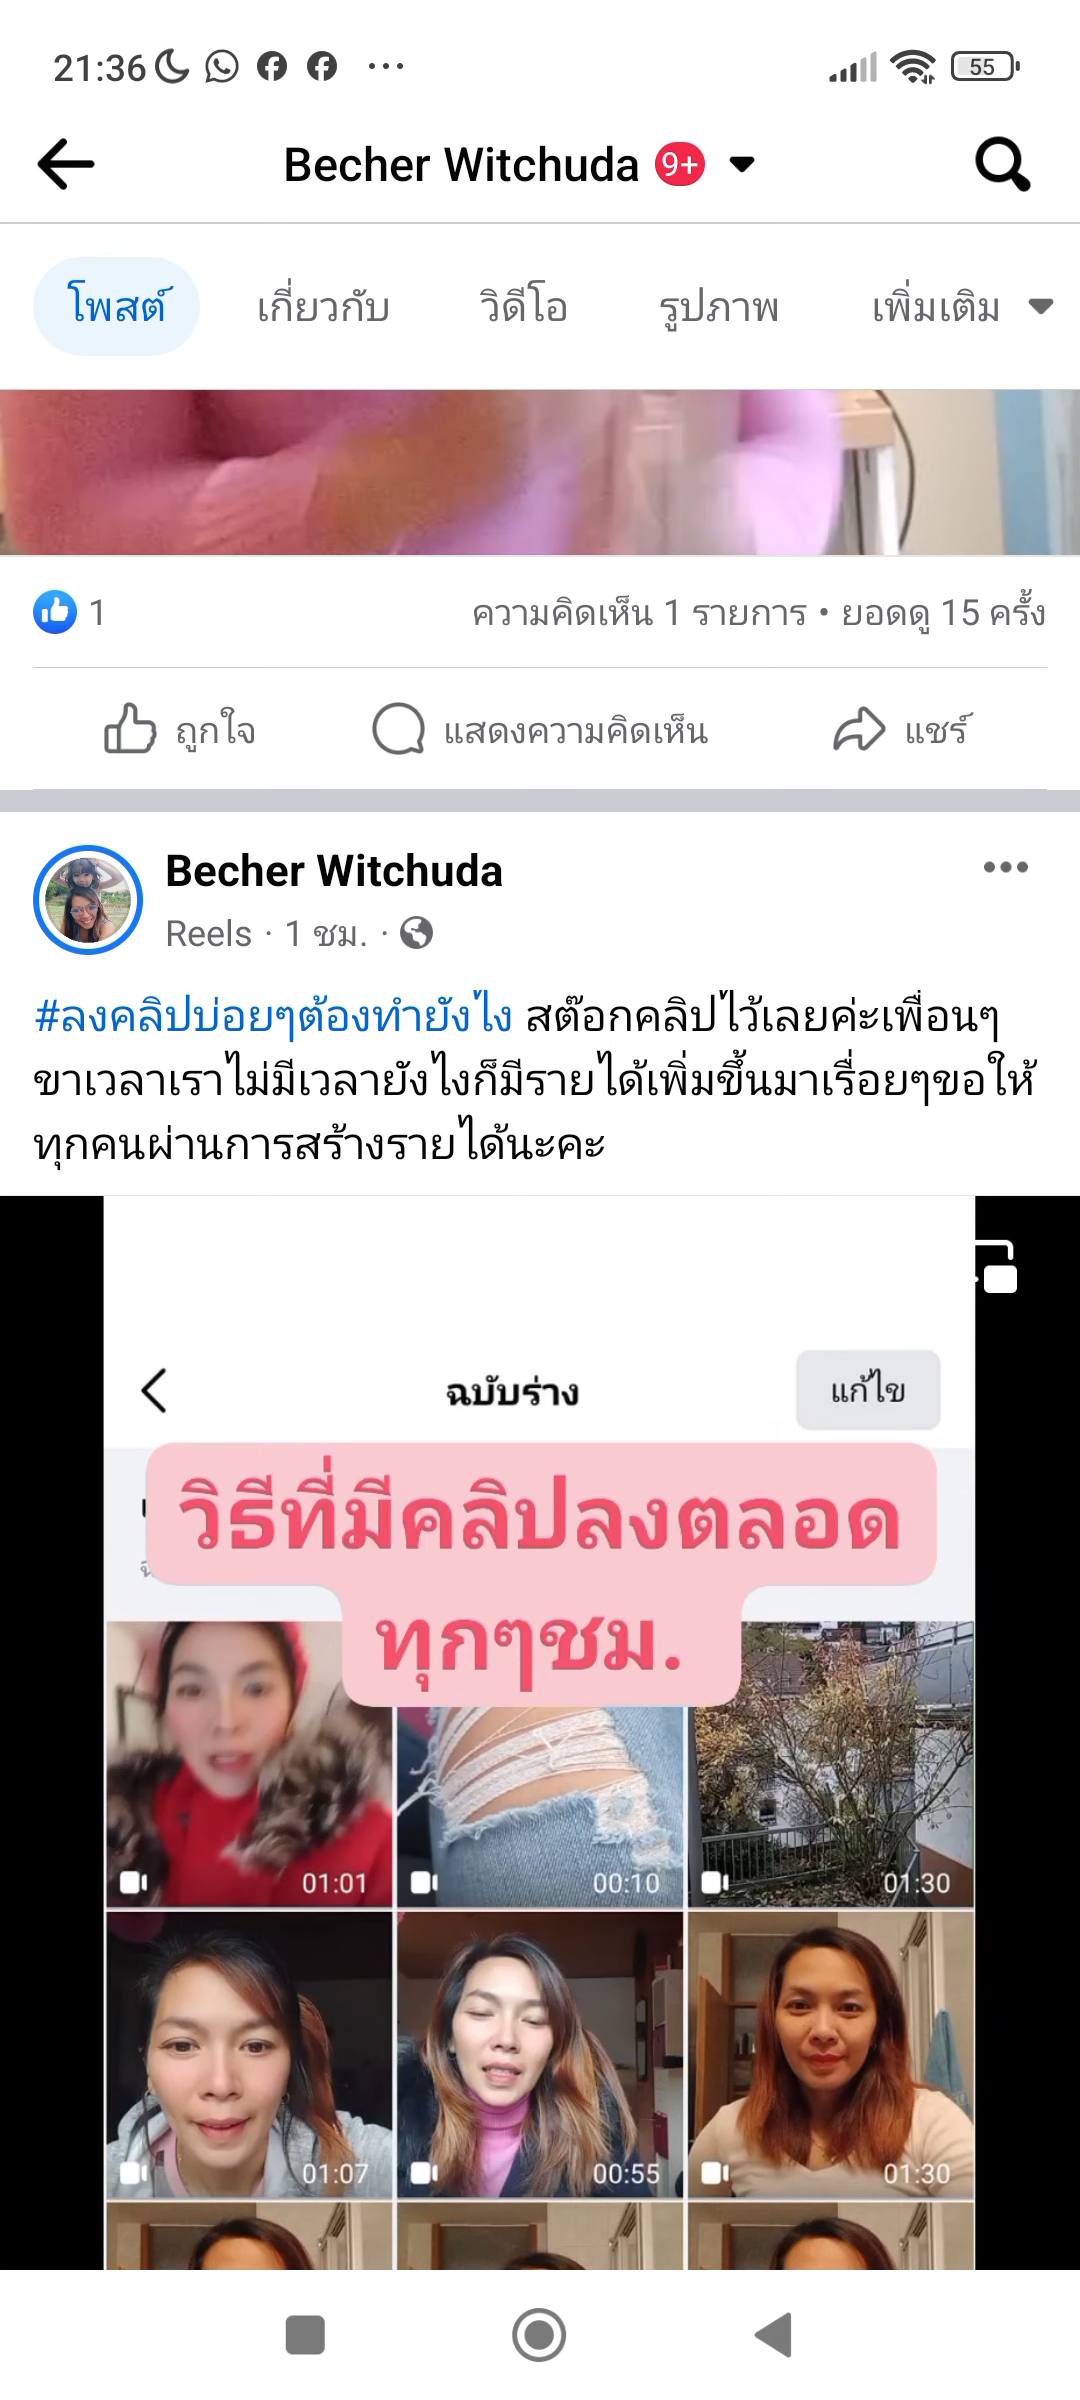 21:36
55
Becher Witchuda 9+
โพสต์ เกี่ยวกับ วิดีโอ รูปภาพ เพิ่มเติม
1 ความคิดเห็น 1 รายการ • ยอดดู 15 ครั้ง
ถูกใจ แสดงความคิดเห็น แชร์
Becher Witchuda
Reels · 1 ชม. ·
#ลงคลิปบ่อยๆต้องทำยังไง สต๊อกคลิปไว้เลยค่ะเพื่อนๆ
ขาเวลาเราไม่มีเวลายังไงก็มีรายได้เพิ่มขึ้นมาเรื่อยๆขอให้
ทุกคนผ่านการสร้างรายได้นะคะ
ฉบับร่าง แก้ไข
วิธีที่มีคลิปลงตลอด
ทุกๆชม.
01:01 00:10 01:30
01:07 00:55 01:30